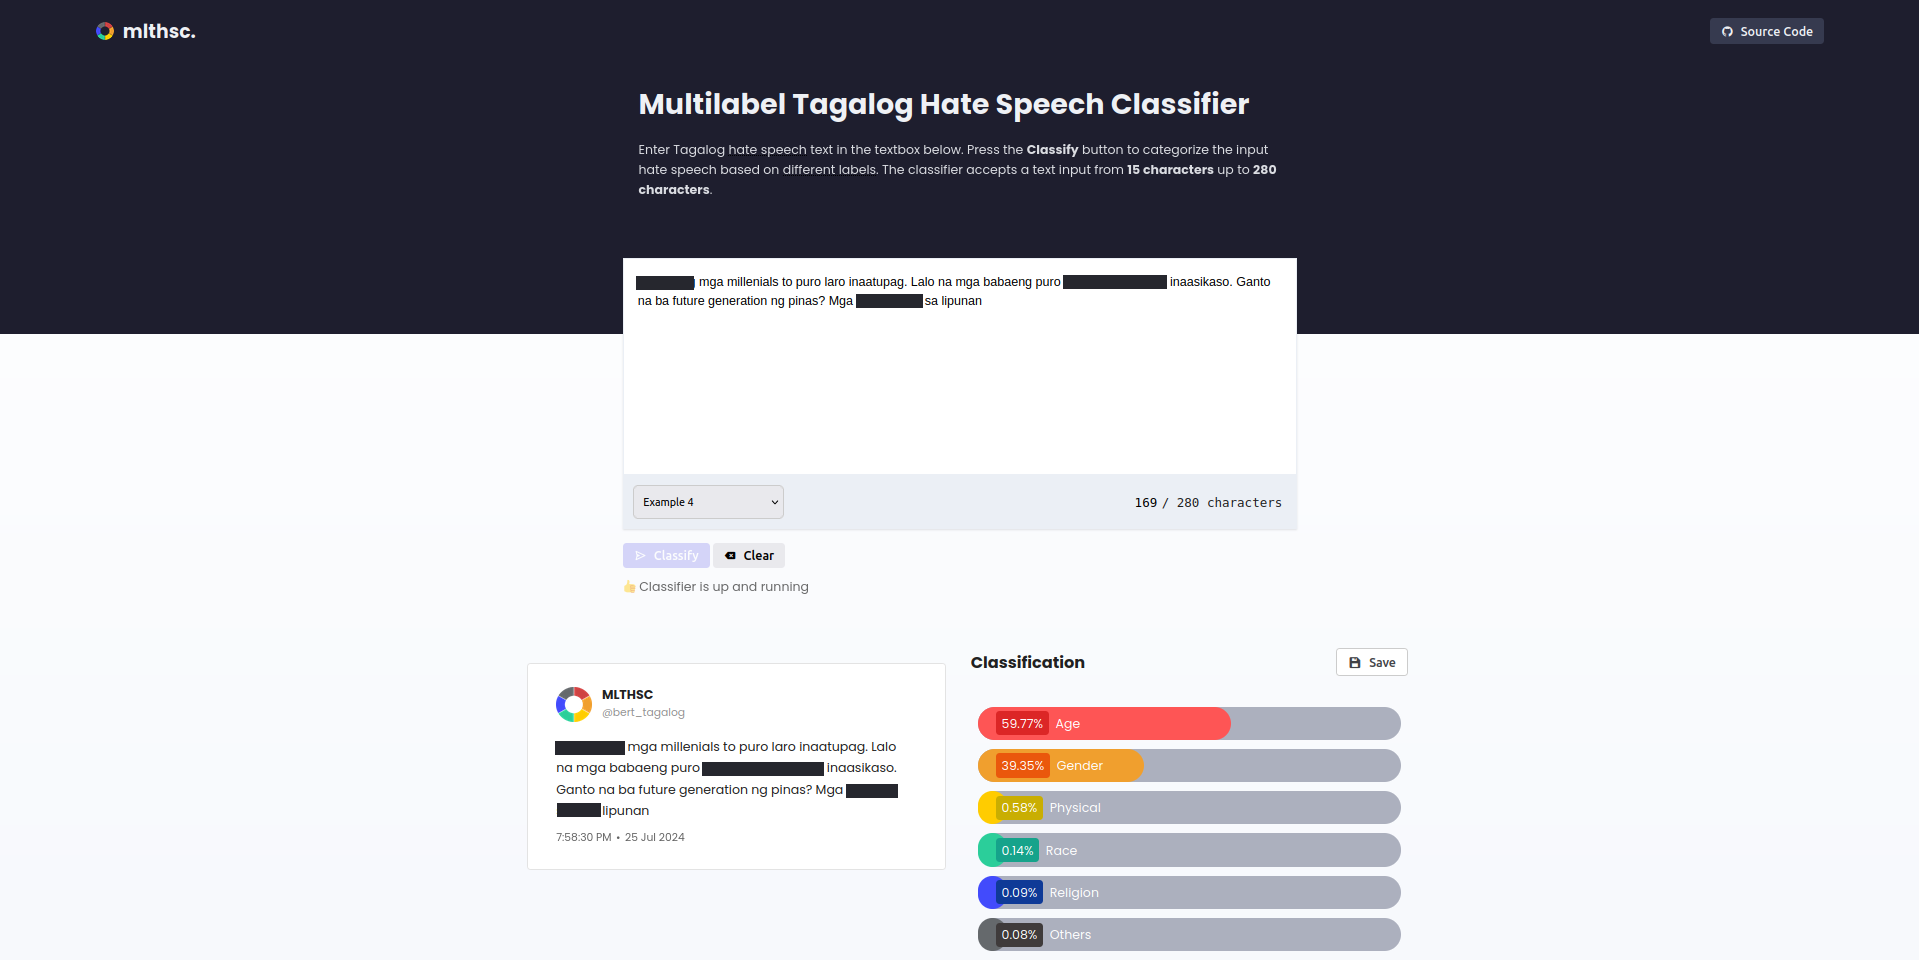 mlthsc.
Source Code
Multilabel Tagalog Hate Speech Classifier
Enter Tagalog hate speech text in the textbox below. Press the Classify button to categorize the input
hate speech based on different labels. The classifier accepts a text input from 15 characters up to 280
characters.
mga millenials to puro laro inaatupag. Lalo na mga babaeng puro inaasikaso. Ganto
na ba future generation ng pinas? Mga sa lipunan
Example 4
169 / 280 characters
Classify
Clear
👍 Classifier is up and running
MLTHSC
@bert_tagalog
mga millenials to puro laro inaatupag. Lalo
na mga babaeng puro inaasikaso.
Ganto na ba future generation ng pinas? Mga
lipunan
7:58:30 PM • 25 Jul 2024
Classification
Save
59.77% Age
39.35% Gender
0.58% Physical
0.14% Race
0.09% Religion
0.08% Others